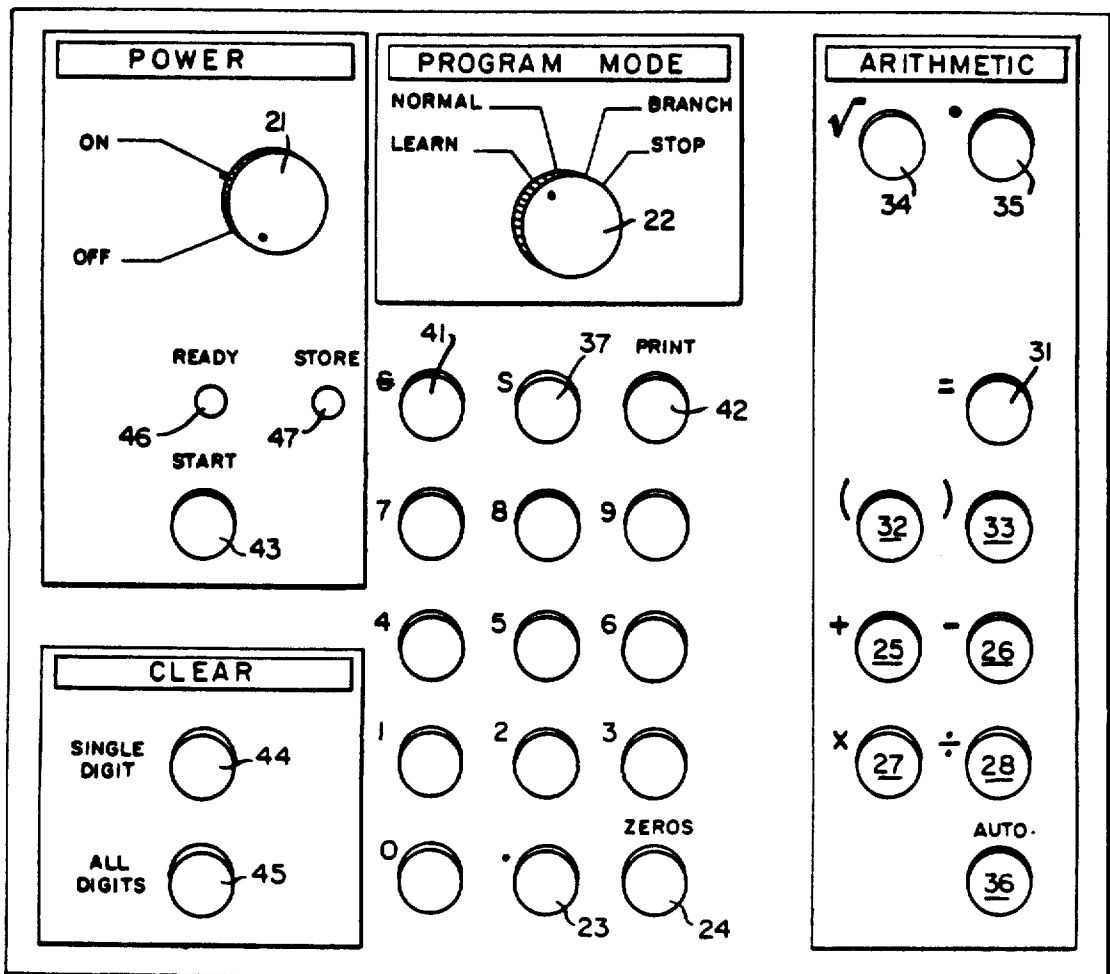 POWER
ON
21
OFF
READY
STORE
46
47
START
43
CLEAR
SINGLE
DIGIT
44
ALL
DIGITS
45
PROGRAM MODE
NORMAL
BRANCH
LEARN
STOP
22
41
37
PRINT
S
42
7 8 9
4 5 6
1 2 3
ZEROS
0 .
23
24
ARITHMETIC
√ •
34 35
31
=
( 32 ) 33
+ 25 - 26
x 27 ÷ 28
AUTO.
36